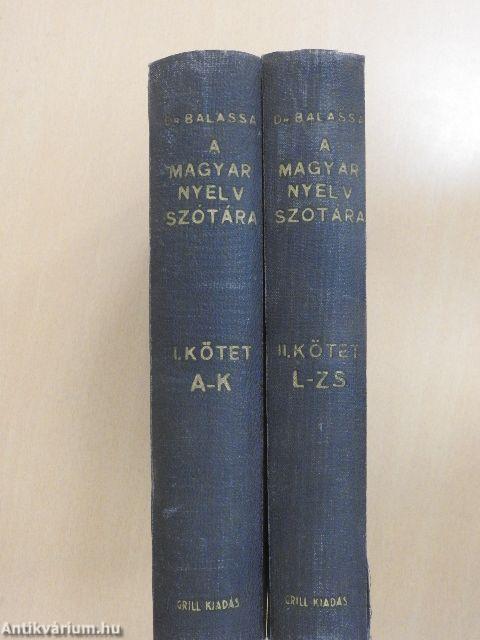 Dr BALASSA
A
MAGYAR
NYELV
SZÓTÁRA
I. KÖTET
A-K
GRILL KIADÁS
Dr BALASSA
A
MAGYAR
NYELV
SZÓTÁRA
II. KÖTET
L-ZS
GRILL KIADÁS
Antikvárium.hu